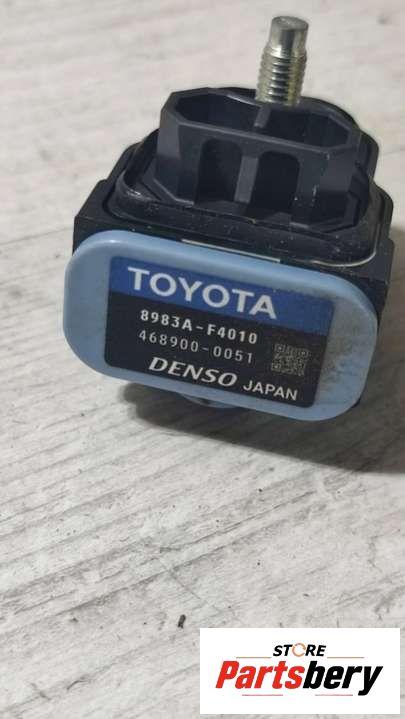 TOYOTA
8983A-F4010
468900-0051
DENSO JAPAN
STORE
Partsbery